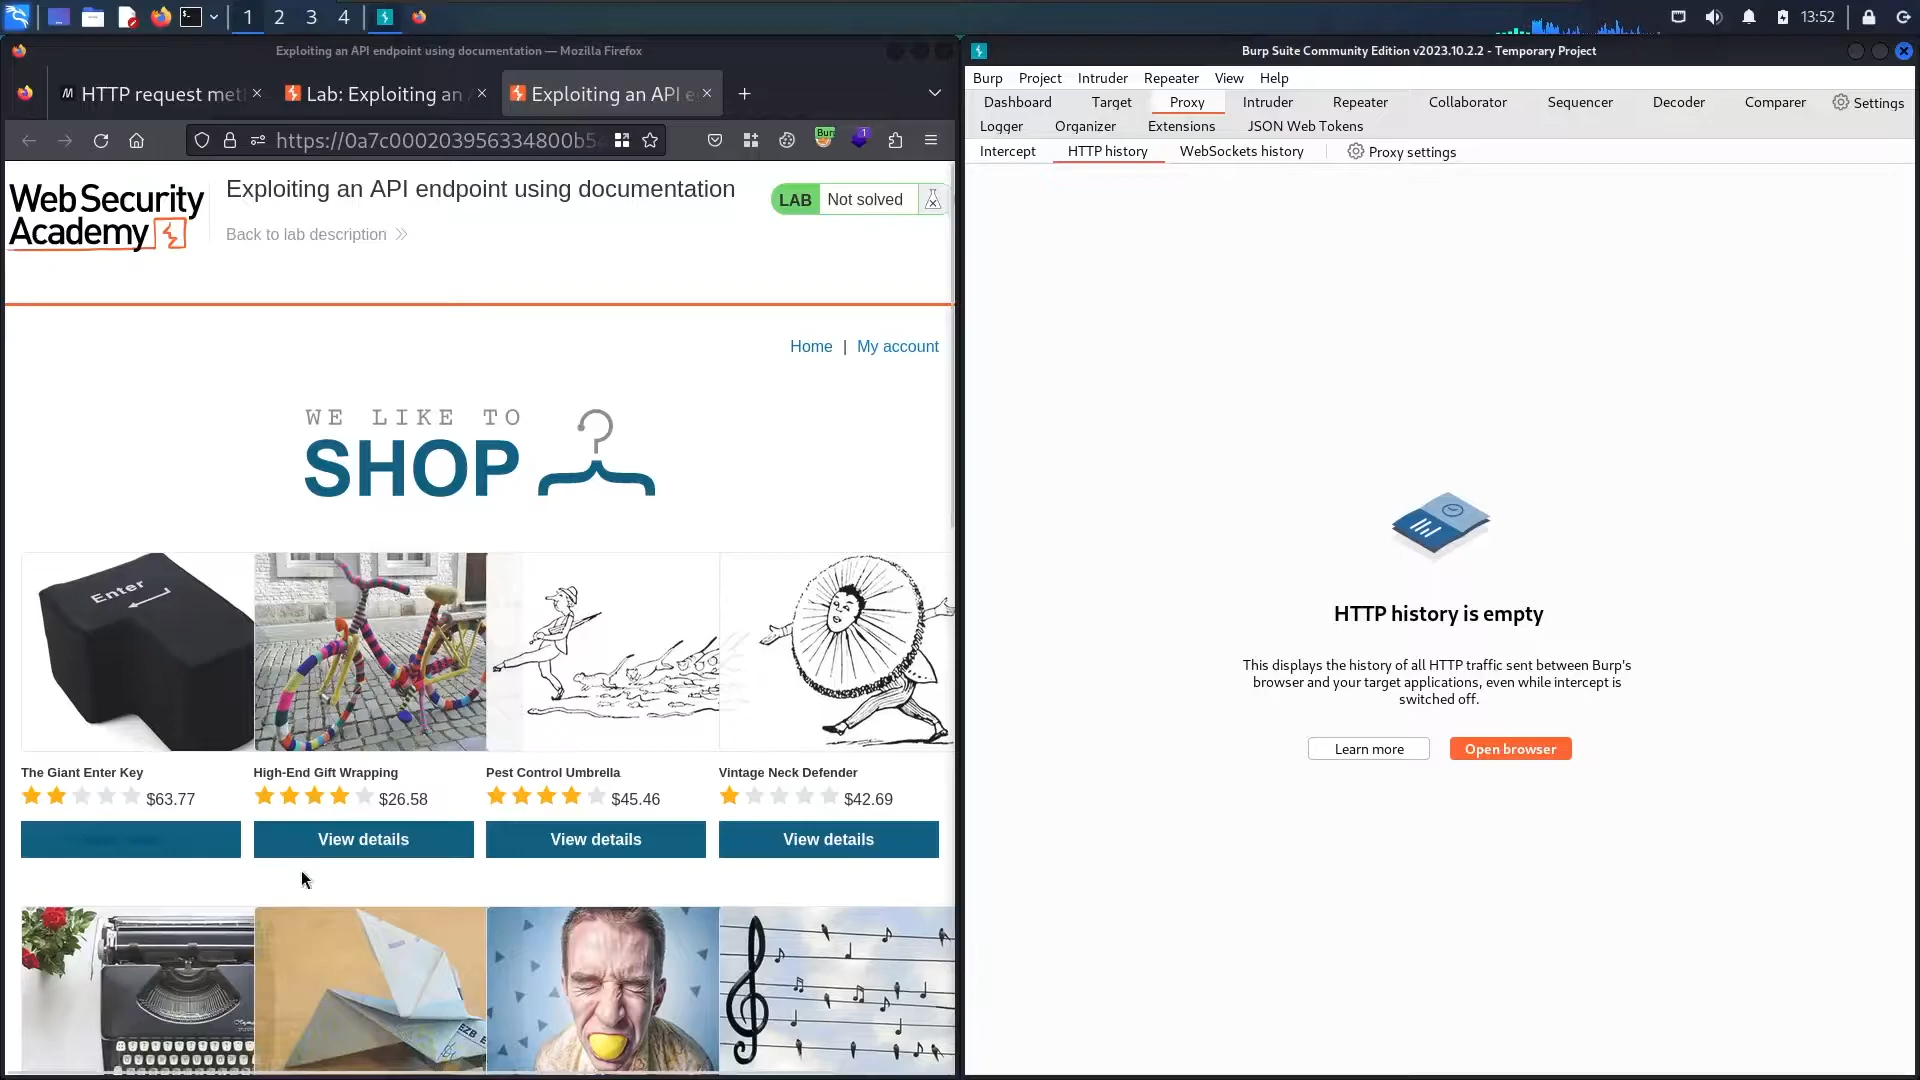 1 2 3 4
13:52
Exploiting an API endpoint using documentation — Mozilla Firefox
HTTP request met
Lab: Exploiting an
Exploiting an API e
https://0a7c000203956334800b5
Bur
1
Web Security
Academy
Exploiting an API endpoint using documentation
LAB Not solved
Back to lab description
Home | My account
WE LIKE TO
SHOP
Enter
The Giant Enter Key
$63.77
High-End Gift Wrapping
$26.58
View details
Pest Control Umbrella
$45.46
View details
Vintage Neck Defender
$42.69
View details
Burp Suite Community Edition v2023.10.2.2 - Temporary Project
Burp Project Intruder Repeater View Help
Dashboard Target Proxy Intruder Repeater Collaborator Sequencer Decoder Comparer Settings
Logger Organizer Extensions JSON Web Tokens
Intercept HTTP history WebSockets history Proxy settings
HTTP history is empty
This displays the history of all HTTP traffic sent between Burp's
browser and your target applications, even while intercept is
switched off.
Learn more Open browser